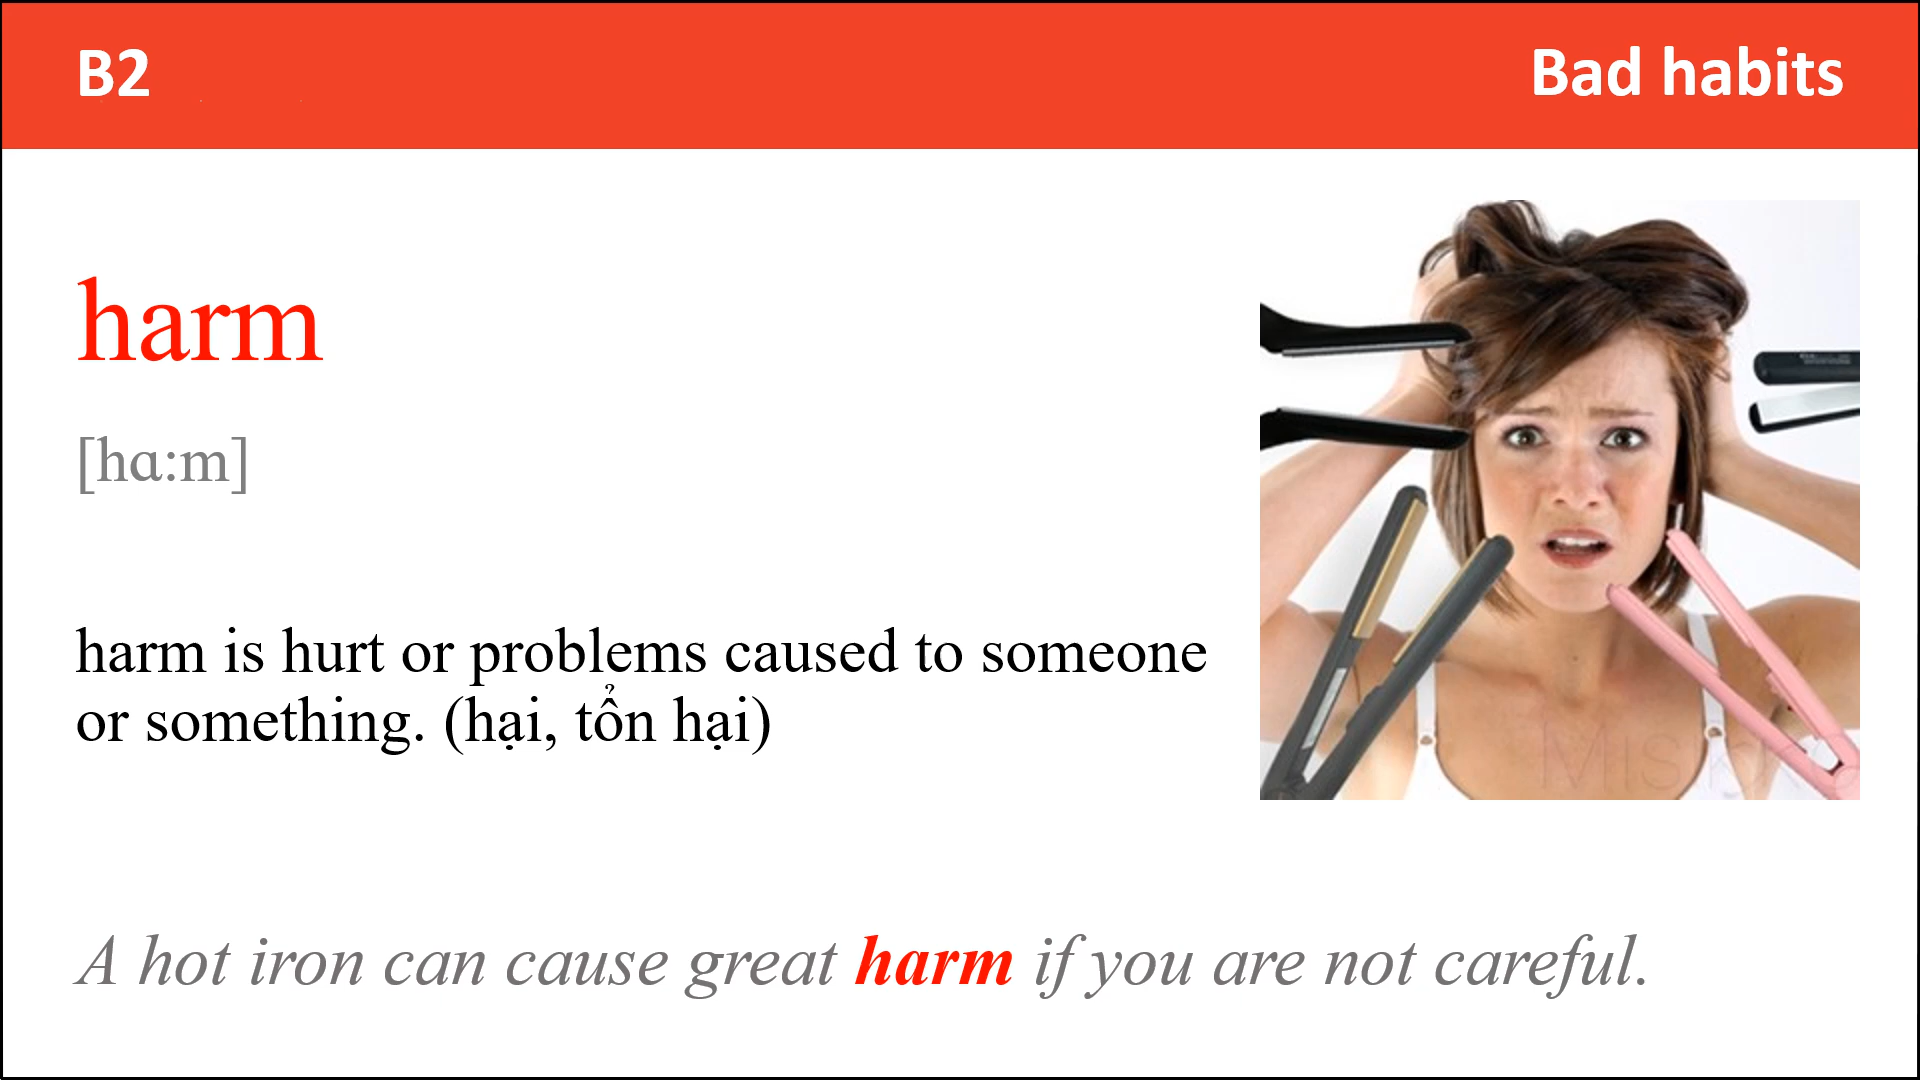 B2
Bad habits
harm
[hɑ:m]
harm is hurt or problems caused to someone
or something. (hại, tổn hại)
A hot iron can cause great harm if you are not careful.